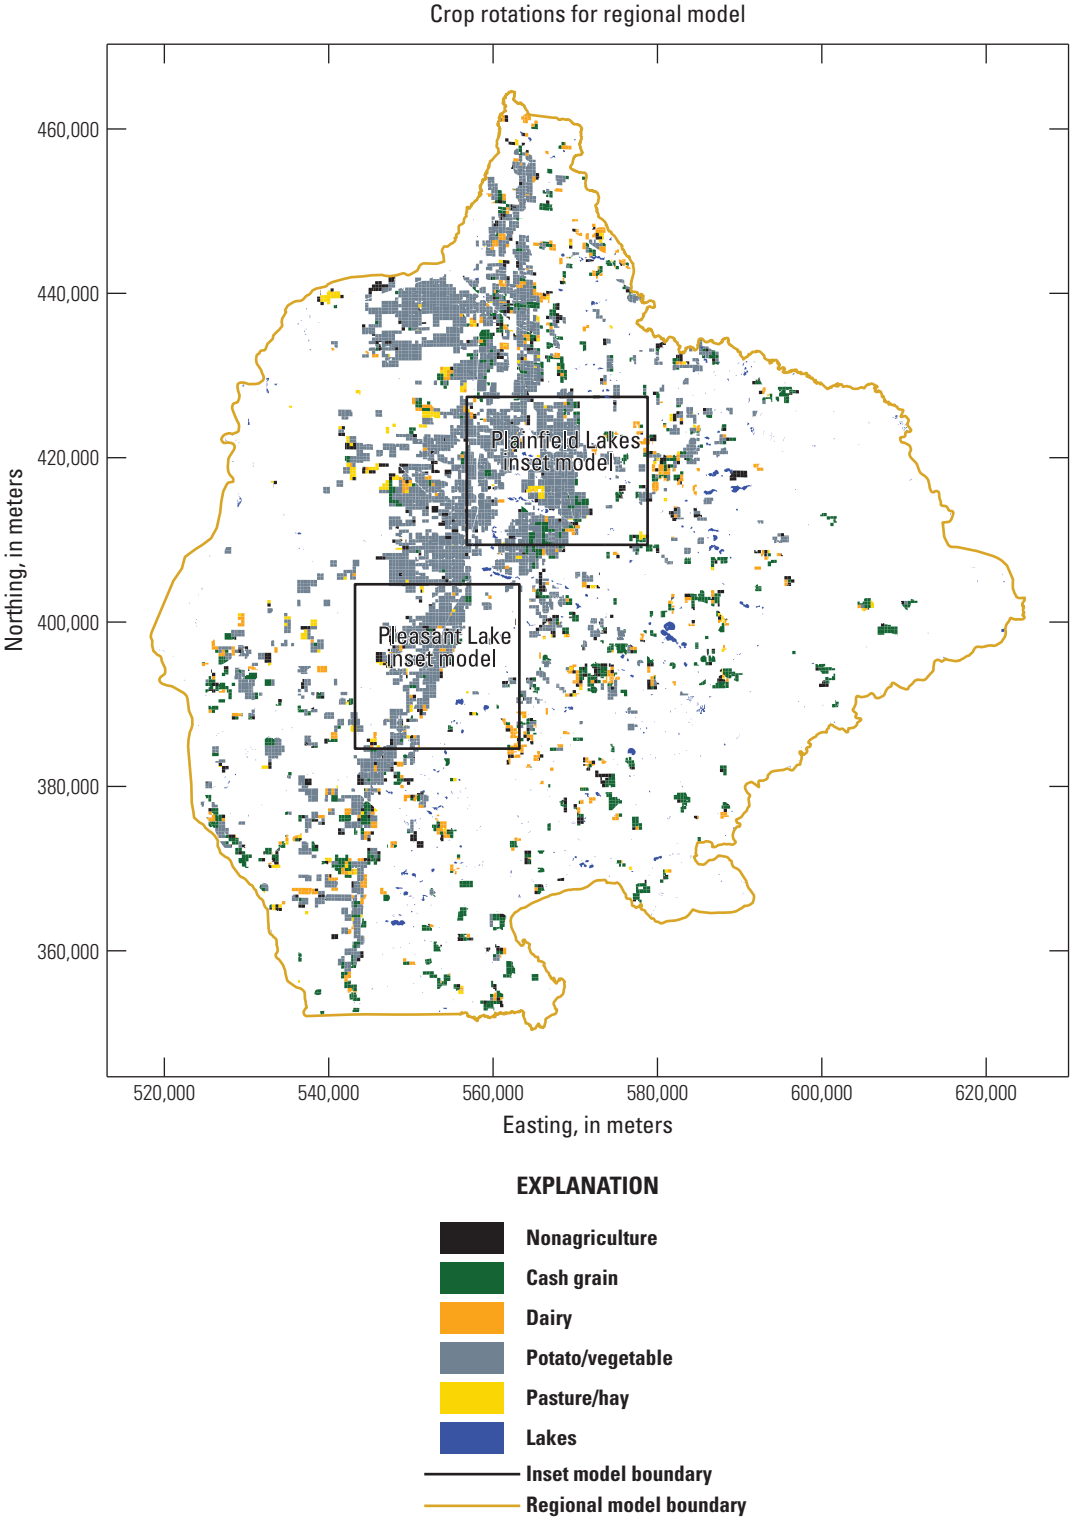 Crop rotations for regional model
460,000
440,000
420,000
400,000
380,000
360,000
Northing, in meters
Plainfield Lakes
inset model
Pleasant Lake
inset model
520,000
540,000
560,000
580,000
600,000
620,000
Easting, in meters
EXPLANATION
Nonagriculture
Cash grain
Dairy
Potato/vegetable
Pasture/hay
Lakes
Inset model boundary
Regional model boundary